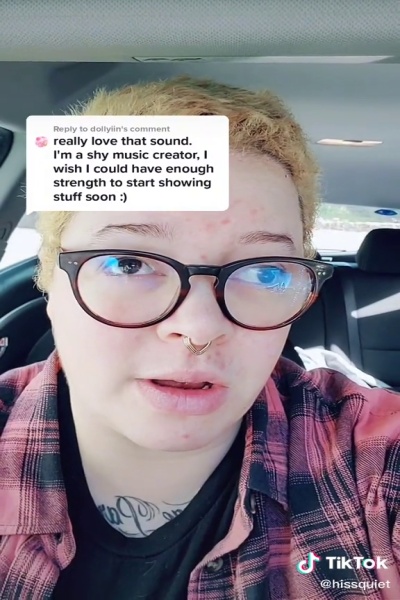 Reply to dollyiin's comment
really love that sound.
I'm a shy music creator, I
wish I could have enough
strength to start showing
stuff soon :)
TikTok
@hissquiet